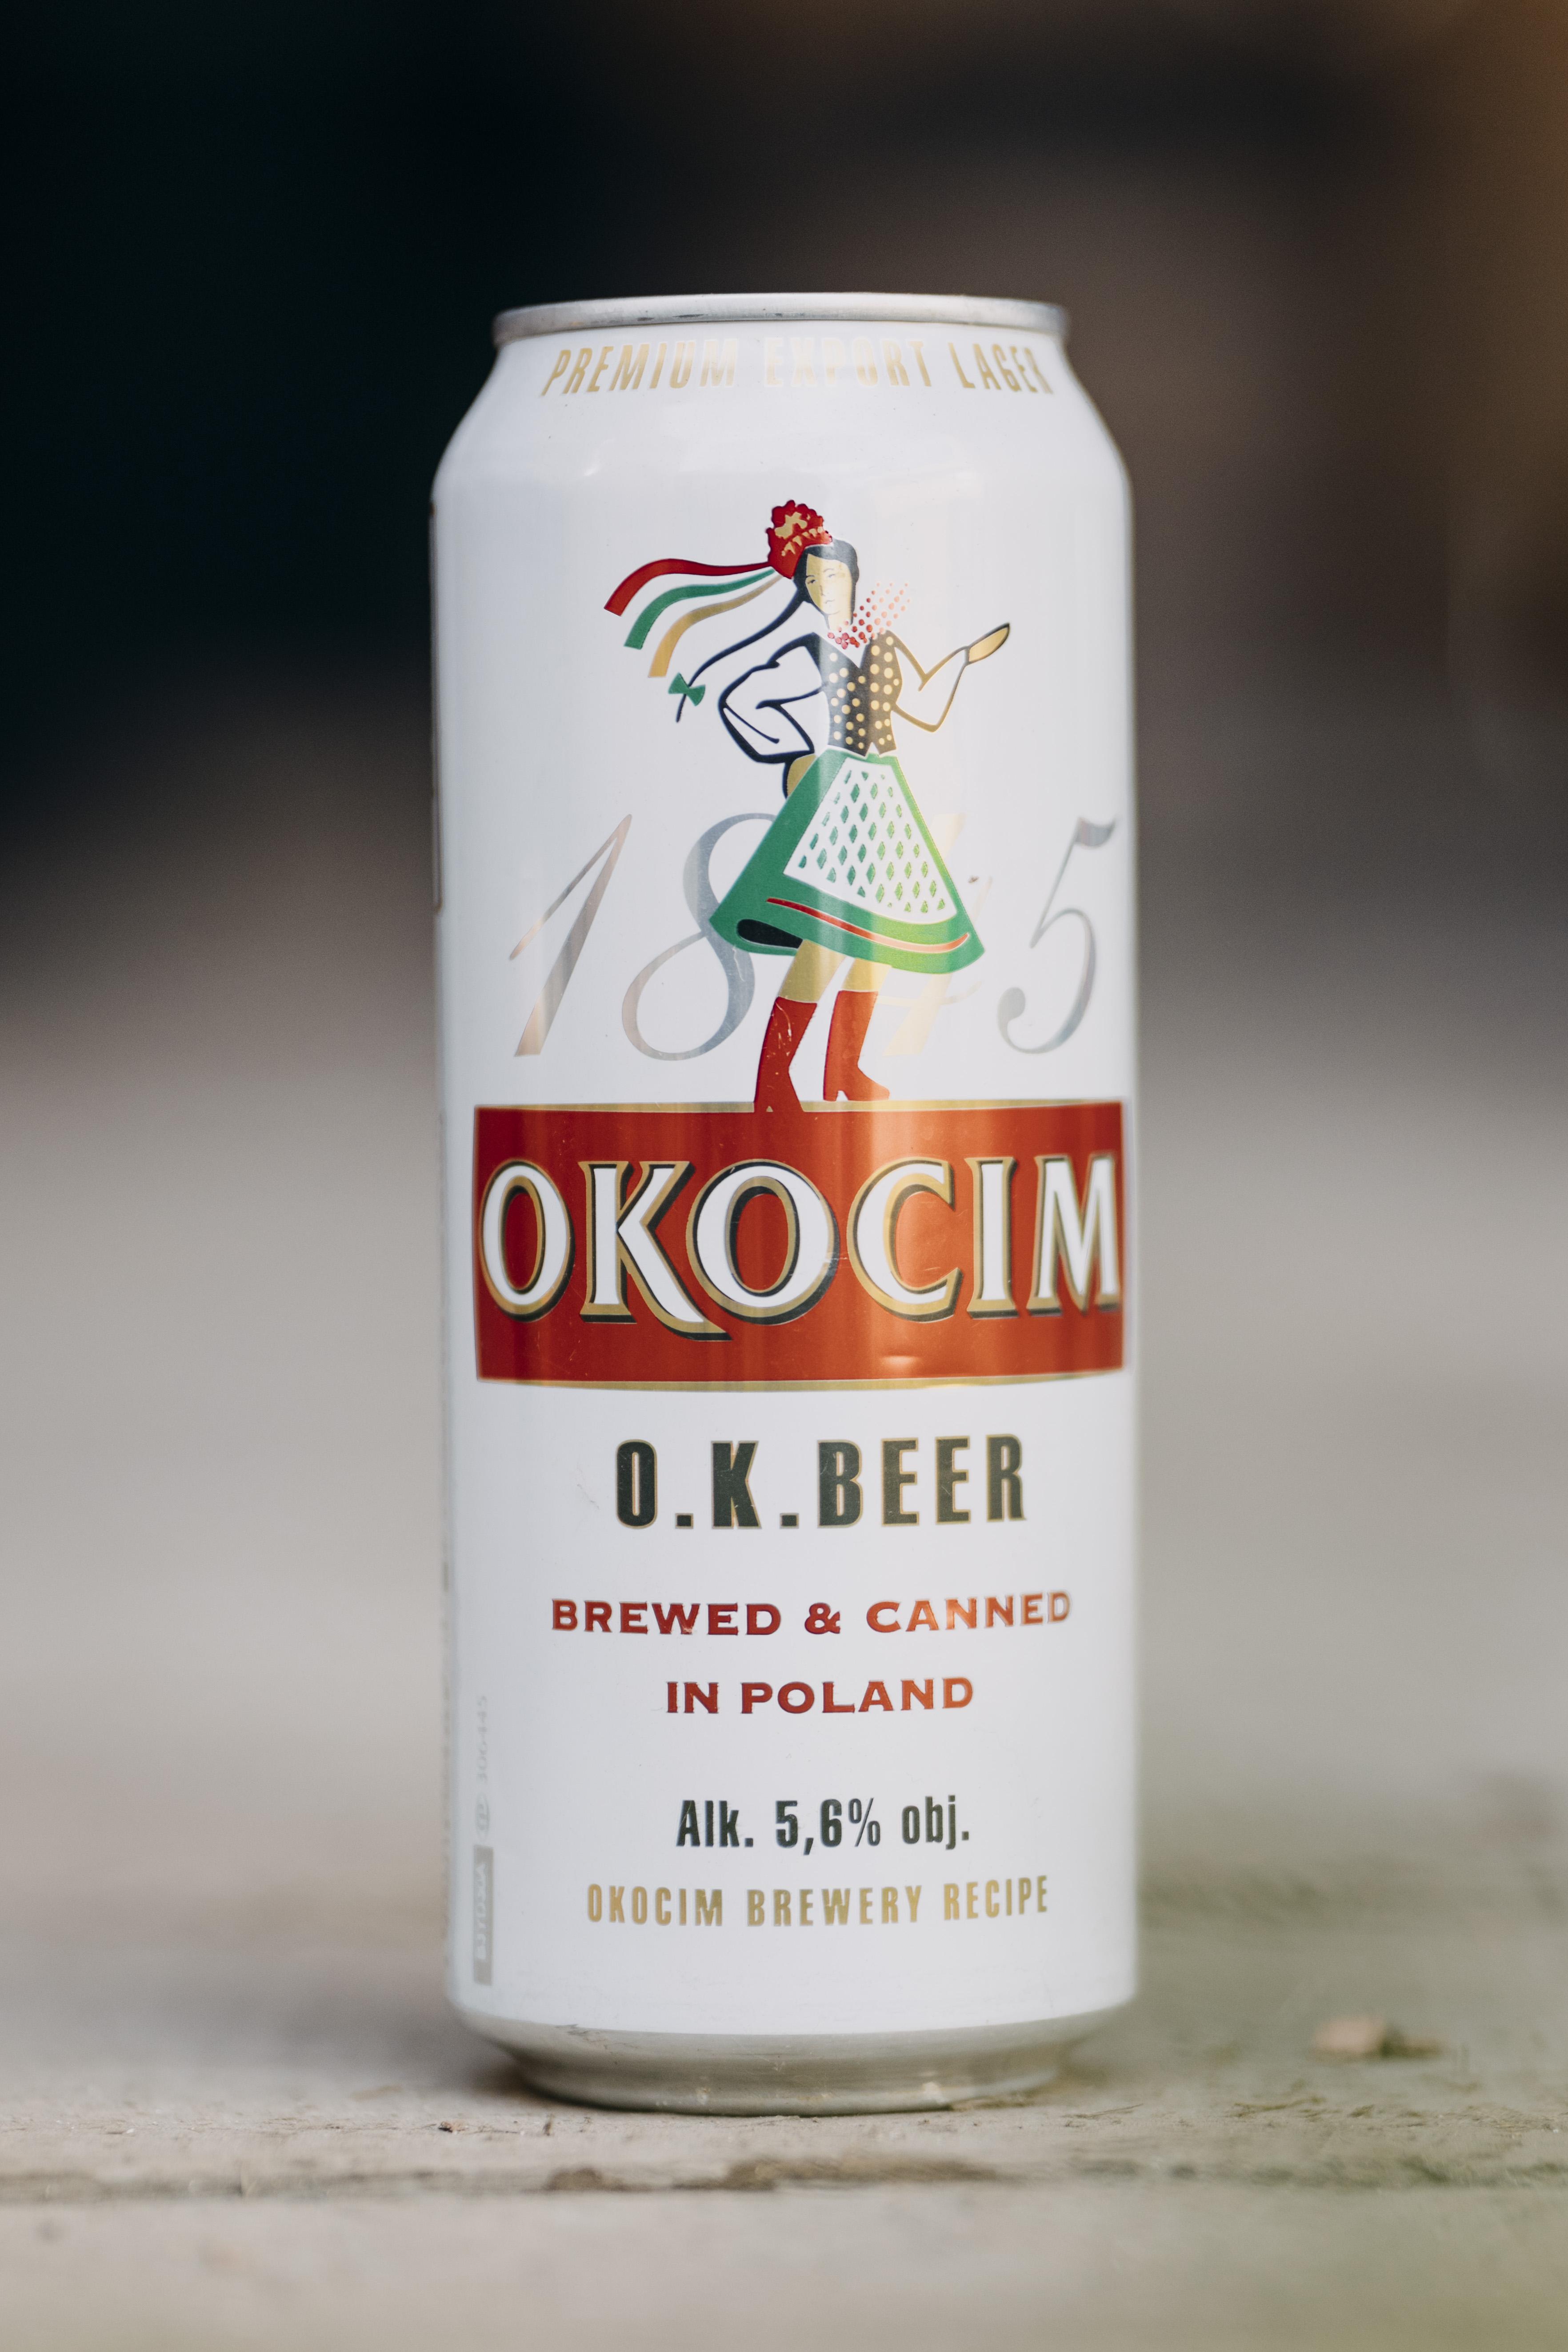 PREMIUM EXPORT LAGER
1845
OKOCIM
O.K.BEER
BREWED & CANNED
IN POLAND
Alk. 5,6% obj.
OKOCIM BREWERY RECIPE